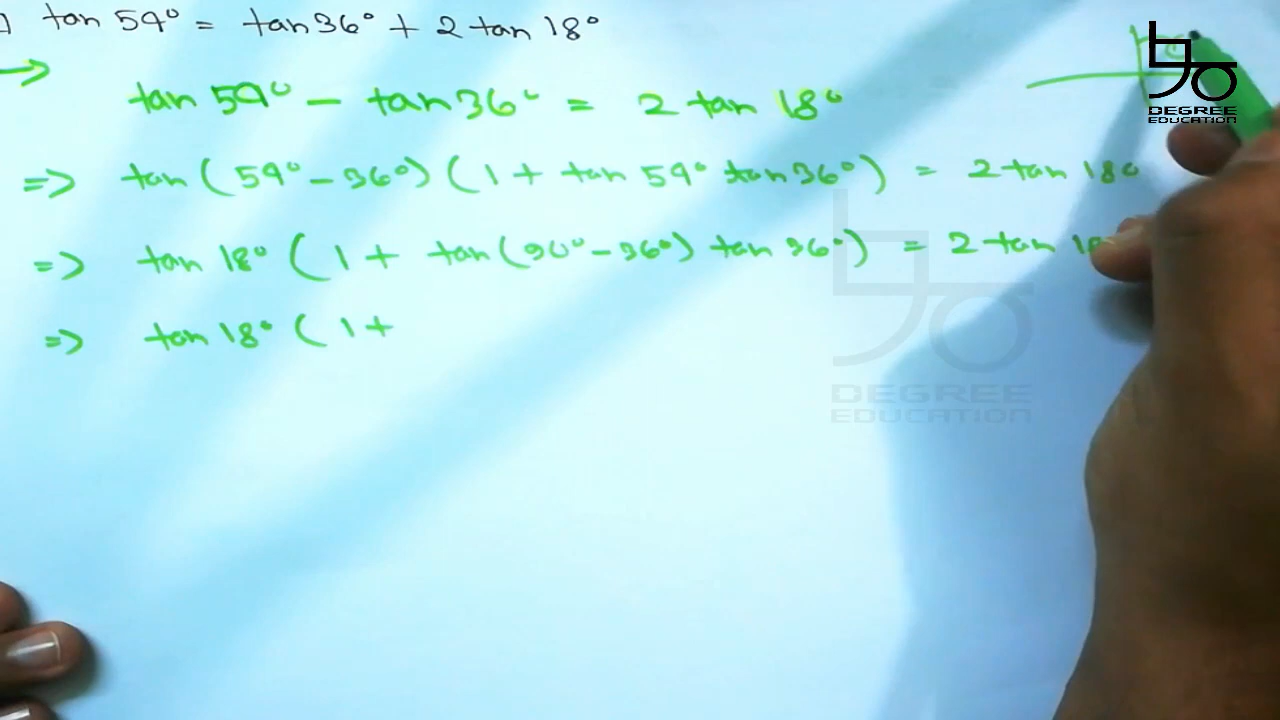 tan 54° = tan 36° + 2 tan 18°
tan 54° - tan 36° = 2 tan 18°
=> tan (54° - 36°) (1 + tan 54° tan 36°) = 2 tan 18°
=> tan 18° (1 + tan (90° - 36°) tan 36°) = 2 tan 18
=> tan 18° (1 +
DEGREE
EDUCATION
DEGREE
EDUCATION